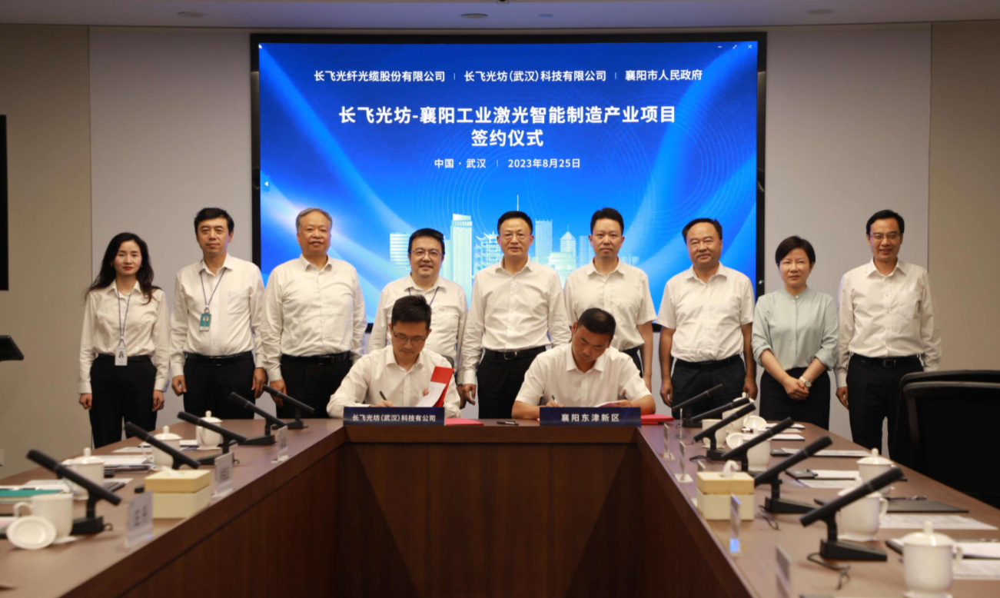 长飞光纤光缆股份有限公司 | 长飞光坊(武汉)科技有限公司 | 襄阳市人民政府
长飞光坊-襄阳工业激光智能制造产业项目
签约仪式
中国·武汉 | 2023年8月25日
长飞光坊(武汉)科技有公司
襄阳东津新区